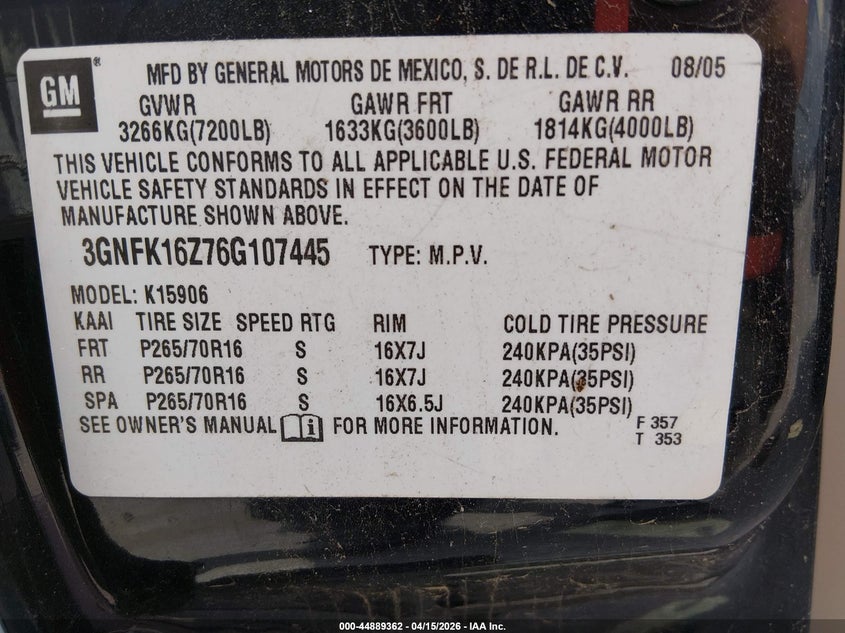 GM®
MFD BY GENERAL MOTORS DE MEXICO, S. DE R.L. DE C.V. 08/05
GVWR GAWR FRT GAWR RR
3266KG(7200LB) 1633KG(3600LB) 1814KG(4000LB)
THIS VEHICLE CONFORMS TO ALL APPLICABLE U.S. FEDERAL MOTOR
VEHICLE SAFETY STANDARDS IN EFFECT ON THE DATE OF
MANUFACTURE SHOWN ABOVE.
3GNFK16Z76G107445 TYPE: M.P.V.
MODEL: K15906
KAAI TIRE SIZE SPEED RTG RIM COLD TIRE PRESSURE
FRT P265/70R16 S 16X7J 240KPA(35PSI)
RR P265/70R16 S 16X7J 240KPA(35PSI)
SPA P265/70R16 S 16X6.5J 240KPA(35PSI)
SEE OWNER'S MANUAL i FOR MORE INFORMATION. F 357
T 353
000-44889362 - 04/15/2026 - IAA Inc.